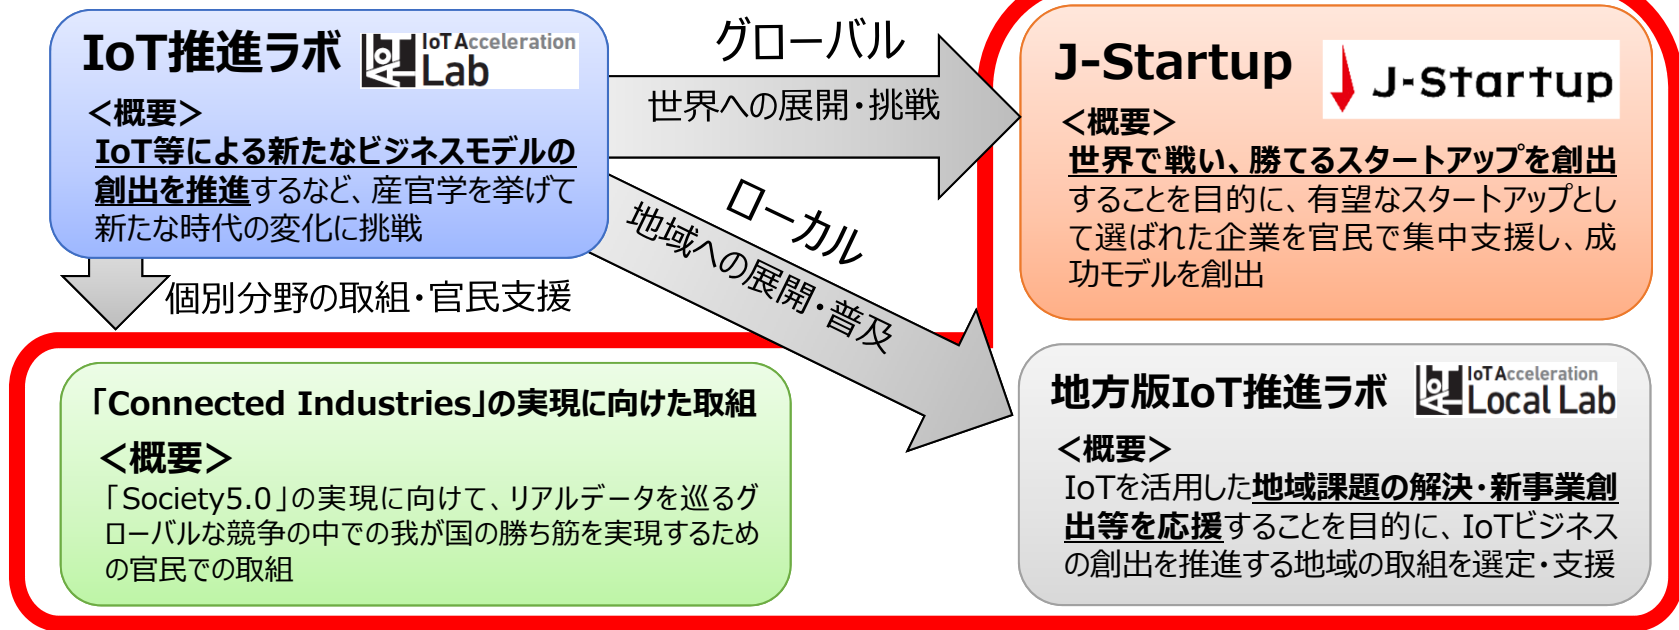 IoT推進ラボ
IoT Acceleration
Lab
＜概要＞
IoT等による新たなビジネスモデルの
創出を推進するなど、産官学を挙げて
新たな時代の変化に挑戦
グローバル
世界への展開・挑戦
ローカル
地域への展開・普及
個別分野の取組・官民支援
J-Startup
J-Startup
＜概要＞
世界で戦い、勝てるスタートアップを創出
することを目的に、有望なスタートアップとし
て選ばれた企業を官民で集中支援し、成
功モデルを創出
「Connected Industries」の実現に向けた取組
＜概要＞
「Society5.0」の実現に向けて、リアルデータを巡るグ
ローバルな競争の中での我が国の勝ち筋を実現するため
の官民での取組
地方版IoT推進ラボ
IoT Acceleration
Local Lab
＜概要＞
IoTを活用した地域課題の解決・新事業創
出等を応援することを目的に、IoTビジネス
の創出を推進する地域の取組を選定・支援